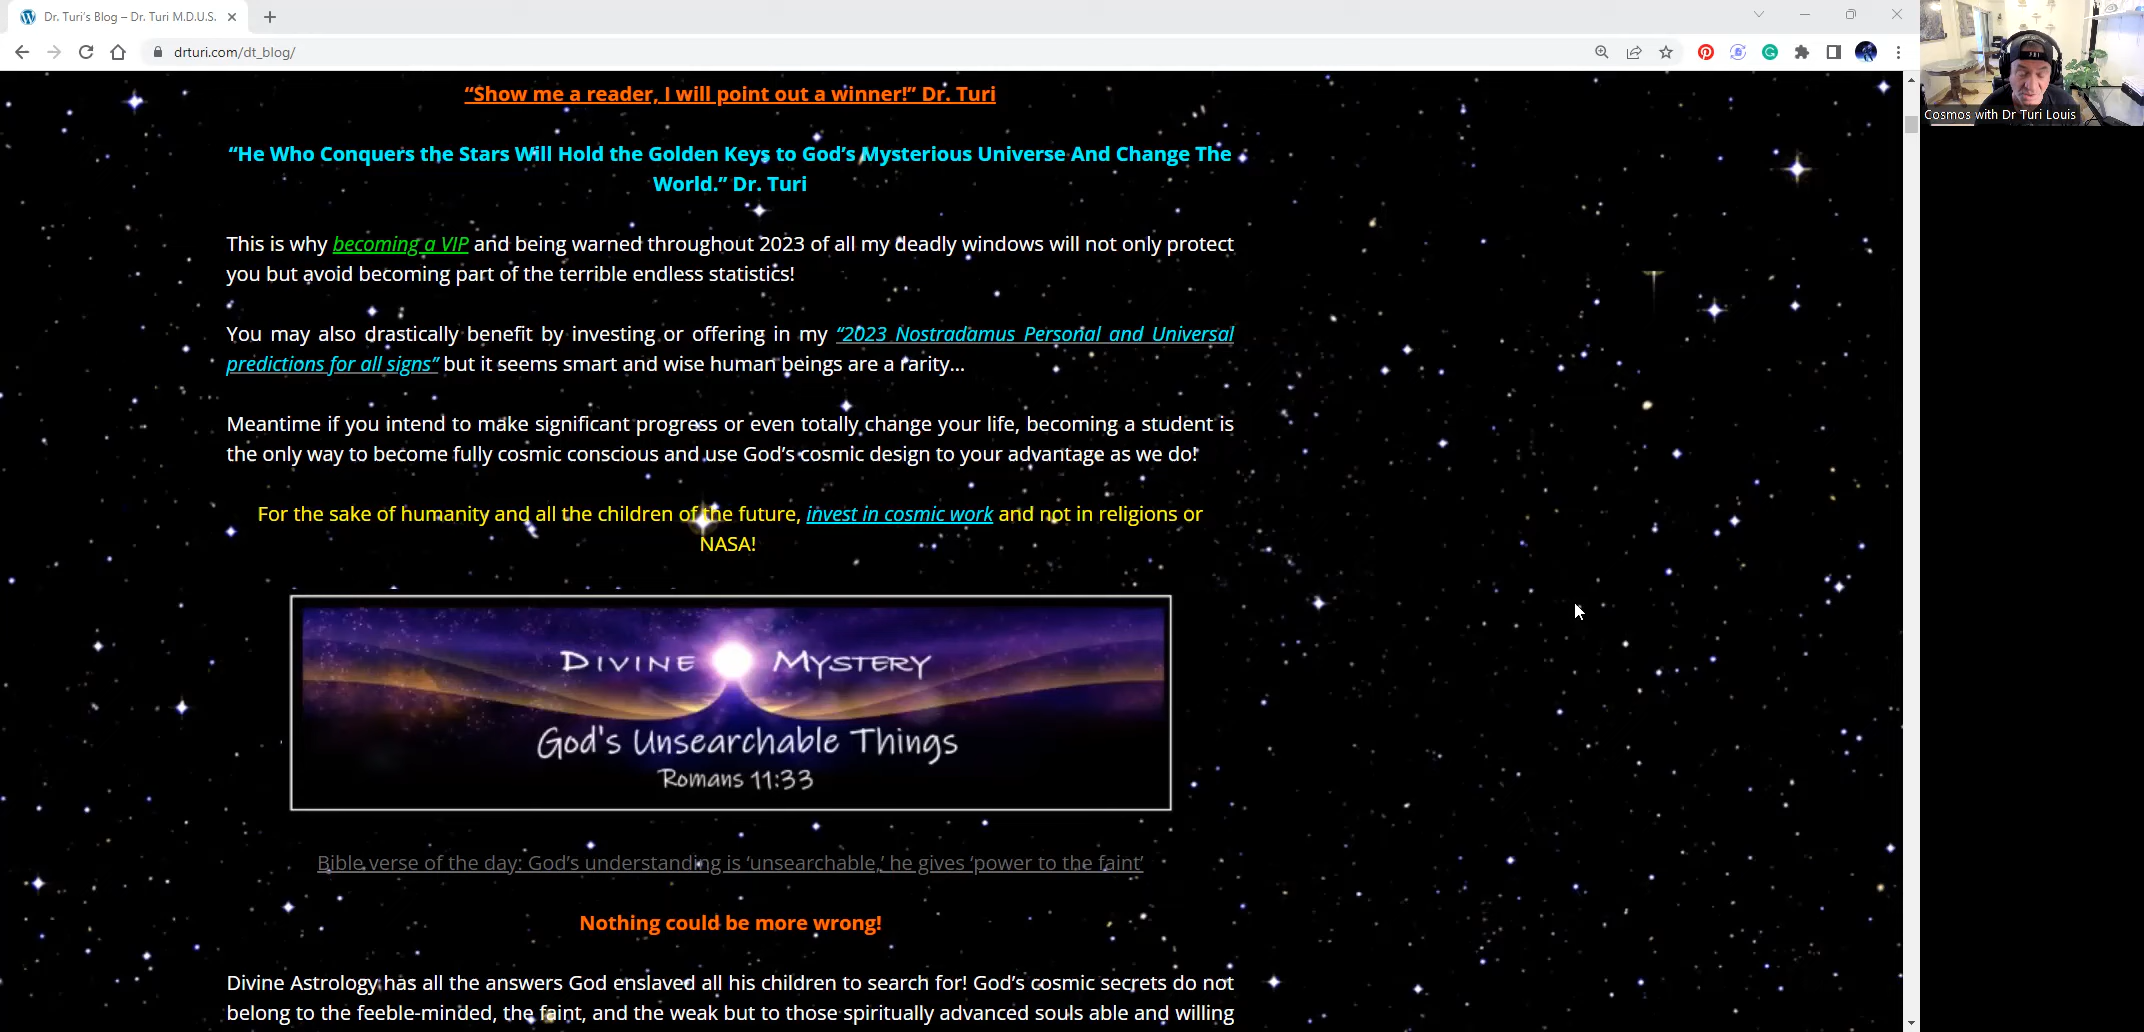 Dr. Turi's Blog – Dr. Turi M.D.U.S.
drturi.com/dt_blog/
Cosmos with Dr Turi Louis
“Show me a reader, I will point out a winner!” Dr. Turi
“He Who Conquers the Stars Will Hold the Golden Keys to God’s Mysterious Universe And Change The
World.” Dr. Turi
This is why becoming a VIP and being warned throughout 2023 of all my deadly windows will not only protect
you but avoid becoming part of the terrible endless statistics!
You may also drastically benefit by investing or offering in my “2023 Nostradamus Personal and Universal
predictions for all signs” but it seems smart and wise human beings are a rarity…
Meantime if you intend to make significant progress or even totally change your life, becoming a student is
the only way to become fully cosmic conscious and use God’s cosmic design to your advantage as we do!
For the sake of humanity and all the children of the future, invest in cosmic work and not in religions or
NASA!
DIVINE MYSTERY
God's Unsearchable Things
Romans 11:33
Bible verse of the day: God’s understanding is ‘unsearchable,’ he gives ‘power to the faint’
Nothing could be more wrong!
Divine Astrology has all the answers God enslaved all his children to search for! God’s cosmic secrets do not
belong to the feeble-minded, the faint, and the weak but to those spiritually advanced souls able and willing